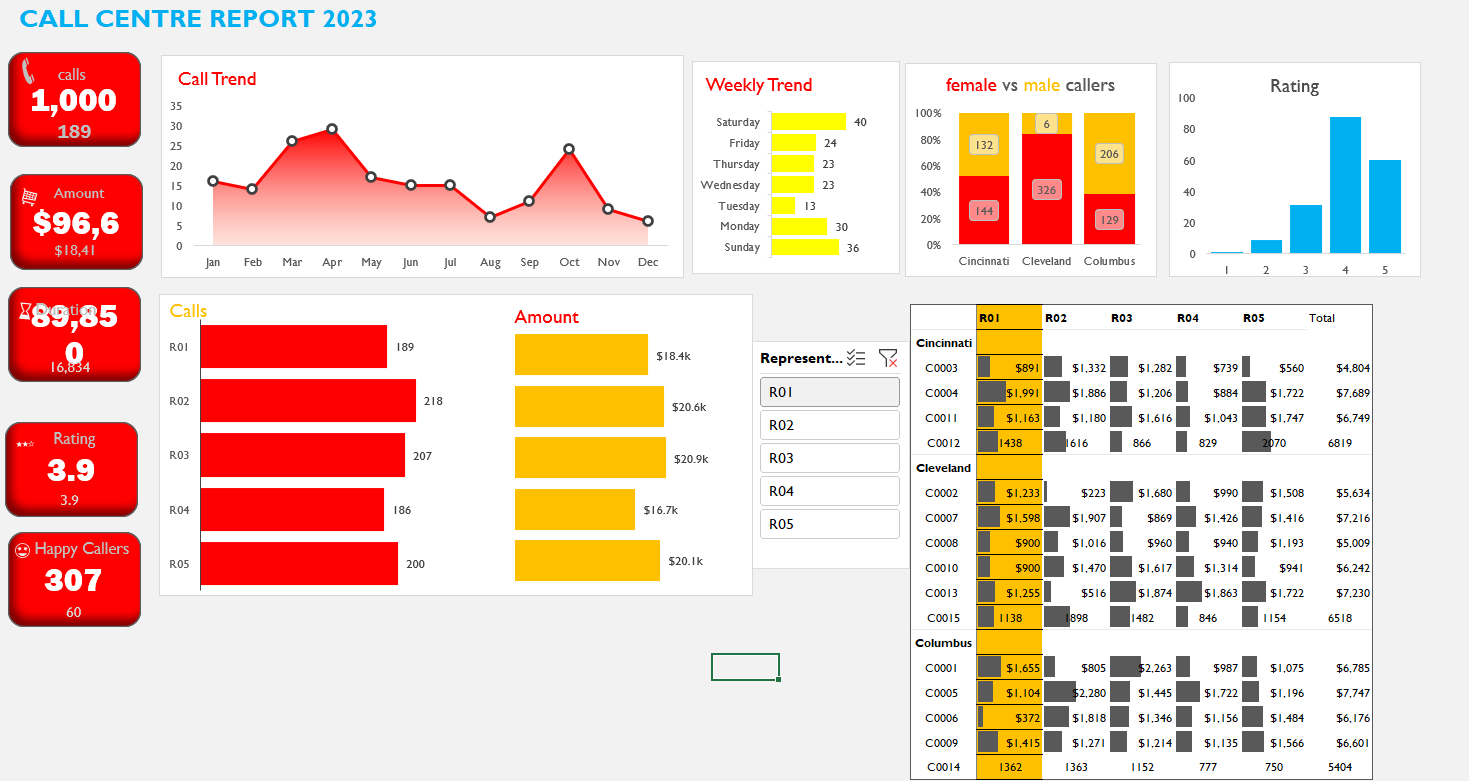 CALL CENTRE REPORT 2023
calls
1,000
189
Amount
$96,6
$18,41
Duration
89,85
0
16,834
Rating
3.9
3.9
Happy Callers
307
60
Call Trend
35
30
25
20
15
10
5
0
Jan Feb Mar Apr May Jun Jul Aug Sep Oct Nov Dec
Weekly Trend
Saturday 40
Friday 24
Thursday 23
Wednesday 23
Tuesday 13
Monday 30
Sunday 36
female vs male callers
100%
80%
60%
40%
20%
0%
132 6 206
144 326 129
Cincinnati Cleveland Columbus
Rating
100
80
60
40
20
0
1 2 3 4 5
Calls
R01 189
R02 218
R03 207
R04 186
R05 200
Amount
$18.4k
$20.6k
$20.9k
$16.7k
$20.1k
Represent...
R01
R02
R03
R04
R05
R01 R02 R03 R04 R05 Total
Cincinnati
C0003 $891 $1,332 $1,282 $739 $560 $4,804
C0004 $1,991 $1,886 $1,206 $884 $1,722 $7,689
C0011 $1,163 $1,180 $1,616 $1,043 $1,747 $6,749
C0012 1438 1616 866 829 2070 6819
Cleveland
C0002 $1,233 $223 $1,680 $990 $1,508 $5,634
C0007 $1,598 $1,907 $869 $1,426 $1,416 $7,216
C0008 $900 $1,016 $960 $940 $1,193 $5,009
C0010 $900 $1,470 $1,617 $1,314 $941 $6,242
C0013 $1,255 $516 $1,874 $1,863 $1,722 $7,230
C0015 1138 1898 1482 846 1154 6518
Columbus
C0001 $1,655 $805 $2,263 $987 $1,075 $6,785
C0005 $1,104 $2,280 $1,445 $1,722 $1,196 $7,747
C0006 $372 $1,818 $1,346 $1,156 $1,484 $6,176
C0009 $1,415 $1,271 $1,214 $1,135 $1,566 $6,601
C0014 1362 1363 1152 777 750 5404